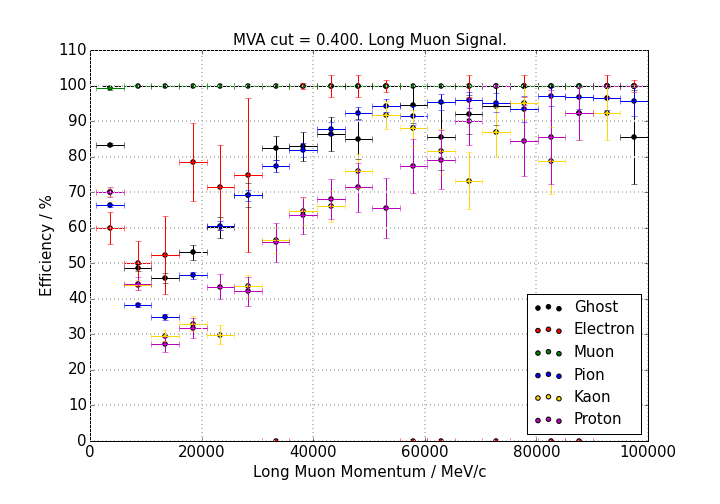 MVA cut = 0.400. Long Muon Signal.
110
100
90
80
70
60
50
40
30
20
10
0
Efficiency / %
Ghost
Electron
Muon
Pion
Kaon
Proton
0 20000 40000 60000 80000 100000
Long Muon Momentum / MeV/c